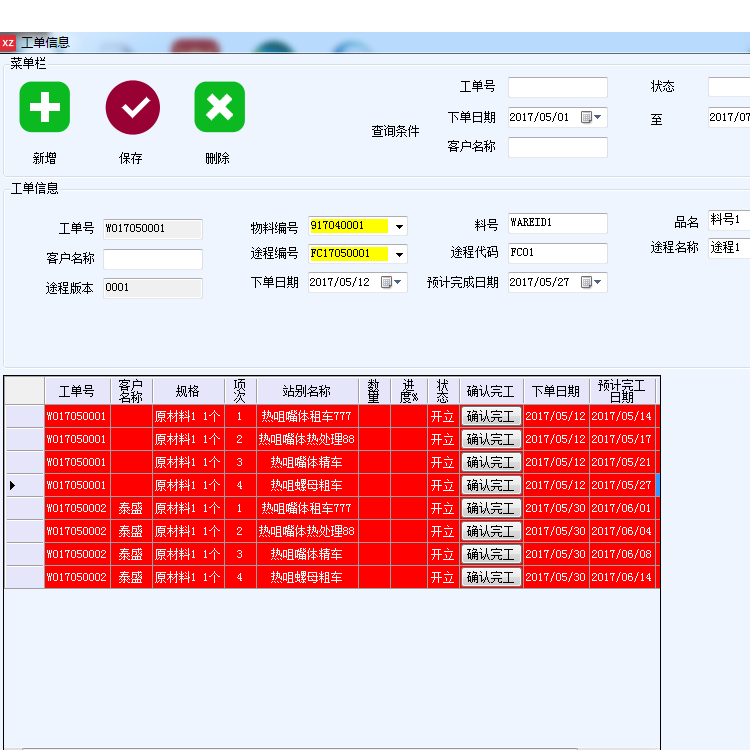 XZ 工单信息
菜单栏
新增 保存 删除
查询条件
工单号 状态
下单日期 2017/05/01 至 2017/07
客户名称
工单信息
工单号 WO17050001 物料编号 917040001 料号 WAREID1 品名 料号1
客户名称 途程编号 FC17050001 途程代码 FC01 途程名称 途程1
途程版本 0001 下单日期 2017/05/12 预计完成日期 2017/05/27
工单号 客户名称 规格 项次 站别名称 数量 进度% 状态 确认完工 下单日期 预计完工日期
WO17050001 原材料1 1个 1 热咀嘴体租车777 开立 确认完工 2017/05/12 2017/05/14
WO17050001 原材料1 1个 2 热咀嘴体热处理88 开立 确认完工 2017/05/12 2017/05/17
WO17050001 原材料1 1个 3 热咀嘴体精车 开立 确认完工 2017/05/12 2017/05/21
WO17050001 原材料1 1个 4 热咀螺母粗车 开立 确认完工 2017/05/12 2017/05/27
WO17050002 泰盛 原材料1 1个 1 热咀嘴体租车777 开立 确认完工 2017/05/30 2017/06/01
WO17050002 泰盛 原材料1 1个 2 热咀嘴体热处理88 开立 确认完工 2017/05/30 2017/06/04
WO17050002 泰盛 原材料1 1个 3 热咀嘴体精车 开立 确认完工 2017/05/30 2017/06/08
WO17050002 泰盛 原材料1 1个 4 热咀螺母粗车 开立 确认完工 2017/05/30 2017/06/14